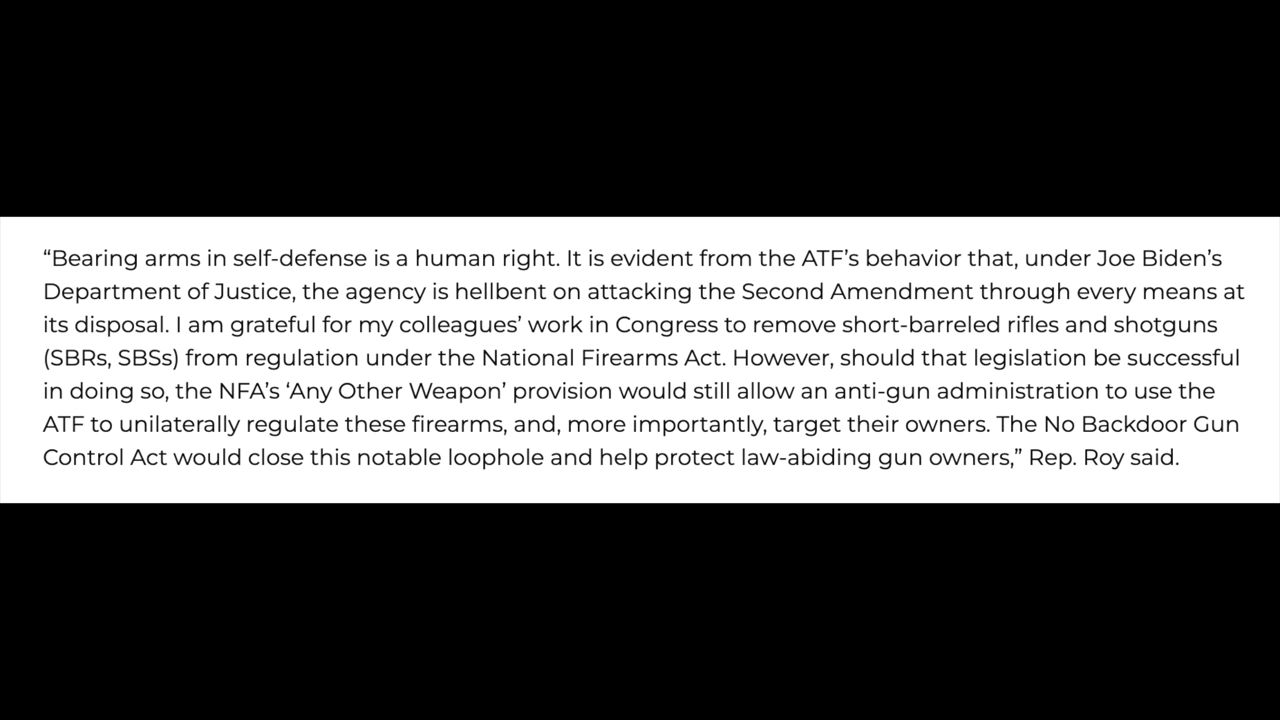 “Bearing arms in self-defense is a human right. It is evident from the ATF’s behavior that, under Joe Biden’s
Department of Justice, the agency is hellbent on attacking the Second Amendment through every means at
its disposal. I am grateful for my colleagues’ work in Congress to remove short-barreled rifles and shotguns
(SBRs, SBSs) from regulation under the National Firearms Act. However, should that legislation be successful
in doing so, the NFA’s ‘Any Other Weapon’ provision would still allow an anti-gun administration to use the
ATF to unilaterally regulate these firearms, and, more importantly, target their owners. The No Backdoor Gun
Control Act would close this notable loophole and help protect law-abiding gun owners,” Rep. Roy said.